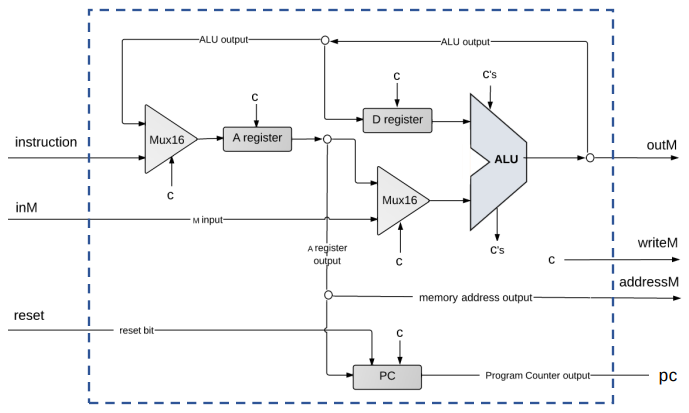 ALU output
ALU output
c
c
c's
D register
instruction
Mux16
A register
ALU
outM
c
Mux16
inM
M input
c's
writeM
c
A register
output
c
addressM
memory address output
reset
reset bit
c
PC
Program Counter output
pc